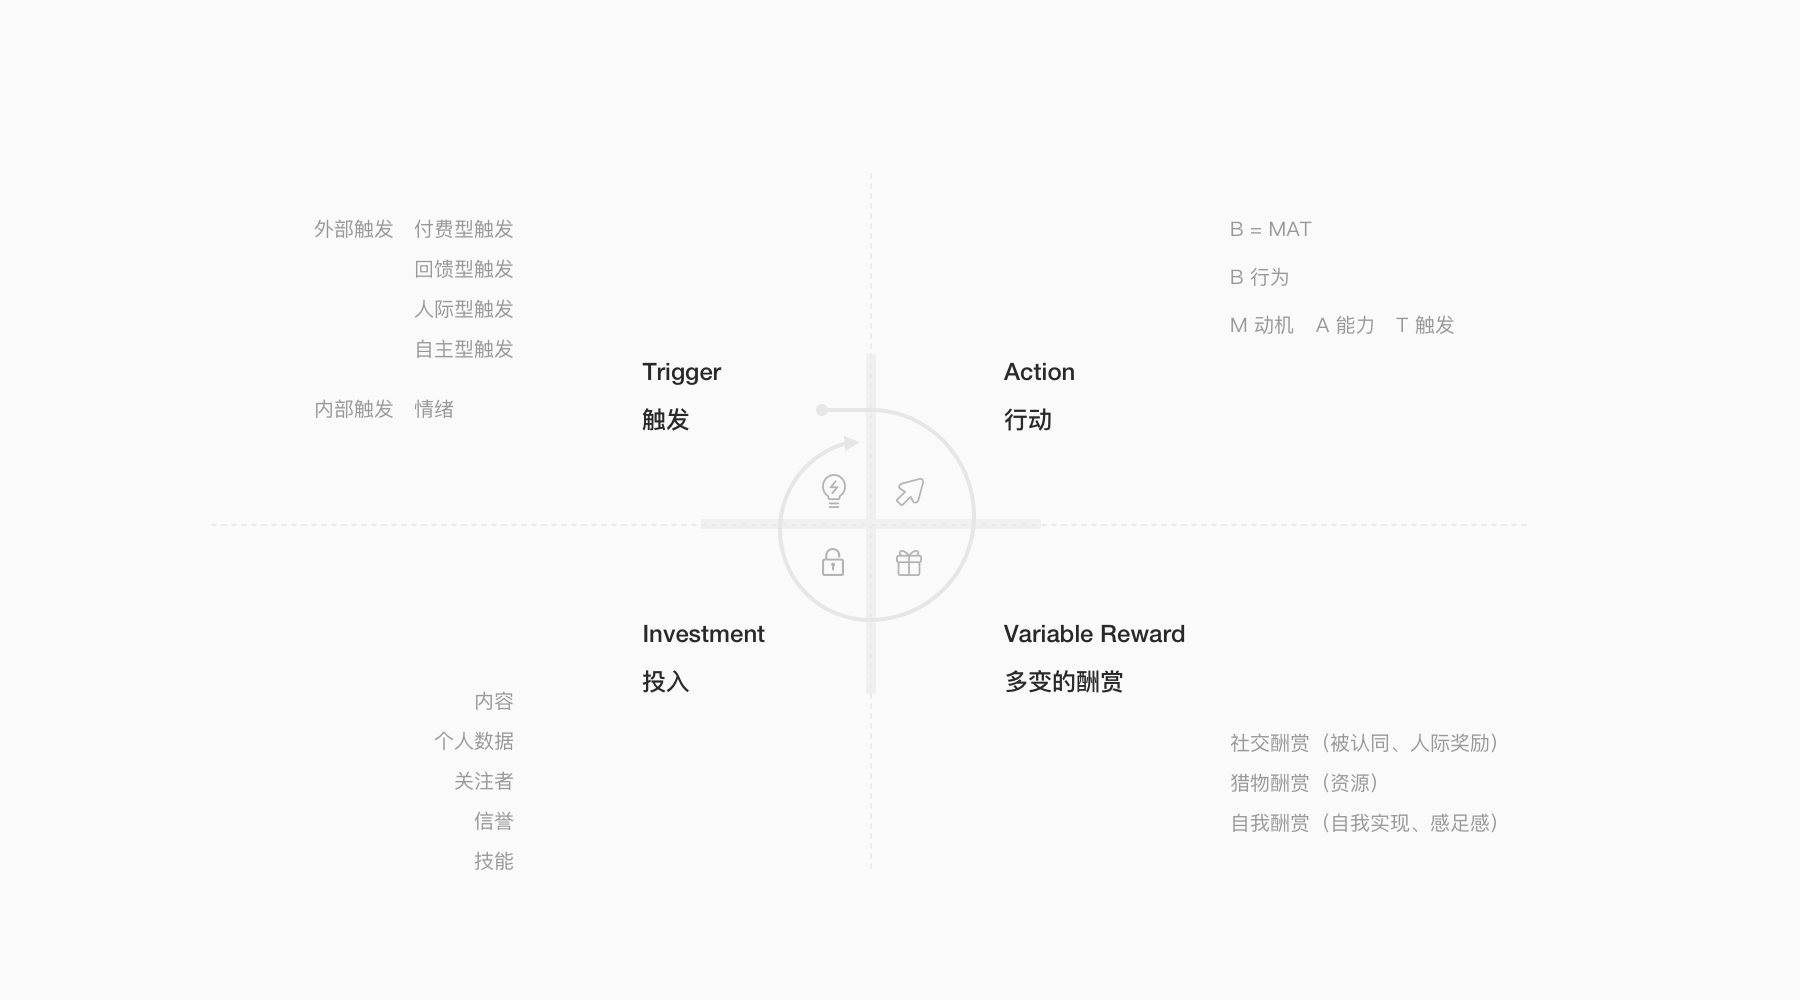 外部触发 付费型触发
回馈型触发
人际型触发
自主型触发
内部触发 情绪
Trigger
触发
B = MAT
B 行为
M 动机 A 能力 T 触发
Action
行动
Investment
投入
内容
个人数据
关注者
信誉
技能
Variable Reward
多变的酬赏
社交酬赏（被认同、人际奖励）
猎物酬赏（资源）
自我酬赏（自我实现、感足感）